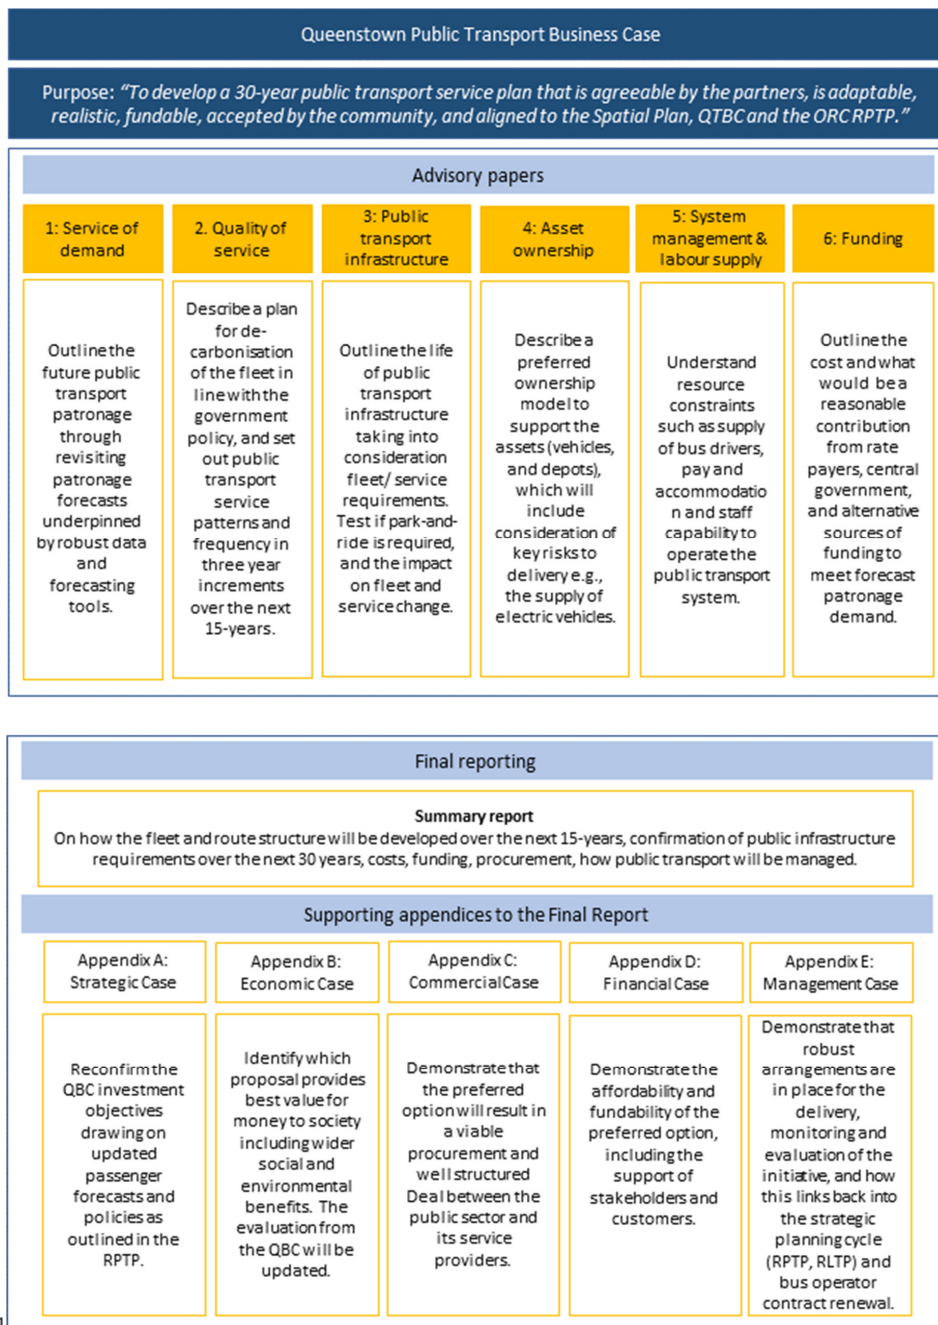 Queenstown Public Transport Business Case
Purpose: “To develop a 30-year public transport service plan that is agreeable by the partners, is adaptable,
realistic, fundable, accepted by the community, and aligned to the Spatial Plan, QTBC and the ORC RPTP.”
Advisory papers
1: Service of
demand
Outline the
future public
transport
patronage
through
revisiting
patronage
forecasts
underpinned
by robust data
and
forecasting
tools.
2. Quality of
service
Describe a plan
for de-
carbonisation
of the fleet in
line with the
government
policy, and set
out public
transport
service
patterns and
frequency in
three year
increments
over the next
15-years.
3: Public
transport
infrastructure
Outline the life
of public
transport
infrastructure
taking into
consideration
fleet/ service
requirements.
Test if park-and-
ride is required,
and the impact
on fleet and
service change.
4: Asset
ownership
Describe a
preferred
ownership
model to
support the
assets (vehicles,
and depots),
which will
include
consideration of
key risks to
delivery e.g.,
the supply of
electric vehicles.
5: System
management &
labour supply
Understand
resource
constraints
such as supply
of bus drivers,
pay and
accommodatio
n and staff
capability to
operate the
public transport
system.
6: Funding
Outline the
cost and what
would be a
reasonable
contribution
from rate
payers, central
government,
and alternative
sources of
funding to
meet forecast
patronage
demand.
Final reporting
Summary report
On how the fleet and route structure will be developed over the next 15-years, confirmation of public infrastructure
requirements over the next 30 years, costs, funding, procurement, how public transport will be managed.
Supporting appendices to the Final Report
Appendix A:
Strategic Case
Reconfirm the
QBC investment
objectives
drawing on
updated
passenger
forecasts and
policies as
outlined in the
RPTP.
Appendix B:
Economic Case
Identify which
proposal provides
best value for
money to society
including wider
social and
environmental
benefits. The
evaluation from
the QBC will be
updated.
Appendix C:
Commercial Case
Demonstrate that
the preferred
option will result in
a viable
procurement and
well structured
Deal between the
public sector and
its service
providers.
Appendix D:
Financial Case
Demonstrate the
affordability and
fundability of the
preferred option,
including the
support of
stakeholders and
customers.
Appendix E:
Management Case
Demonstrate that
robust
arrangements are
in place for the
delivery,
monitoring and
evaluation of the
initiative, and how
this links back into
the strategic
planning cycle
(RPTP, RLTP) and
bus operator
contract renewal.